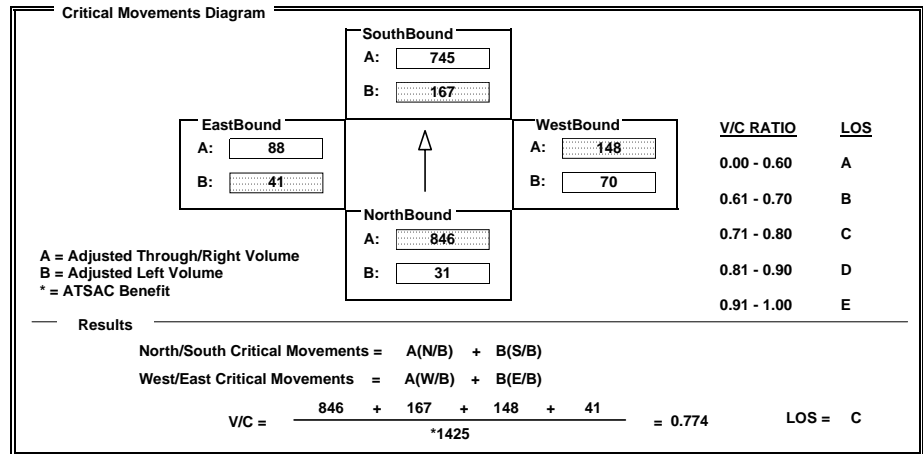 Critical Movements Diagram
SouthBound
A: 745
B: 167
EastBound
A: 88
B: 41
WestBound
A: 148
B: 70
NorthBound
A: 846
B: 31
V/C RATIO LOS
0.00 - 0.60 A
0.61 - 0.70 B
0.71 - 0.80 C
0.81 - 0.90 D
0.91 - 1.00 E
A = Adjusted Through/Right Volume
B = Adjusted Left Volume
* = ATSAC Benefit
Results
North/South Critical Movements = A(N/B) + B(S/B)
West/East Critical Movements = A(W/B) + B(E/B)
V/C = 846 + 167 + 148 + 41 = 0.774 LOS = C
*1425